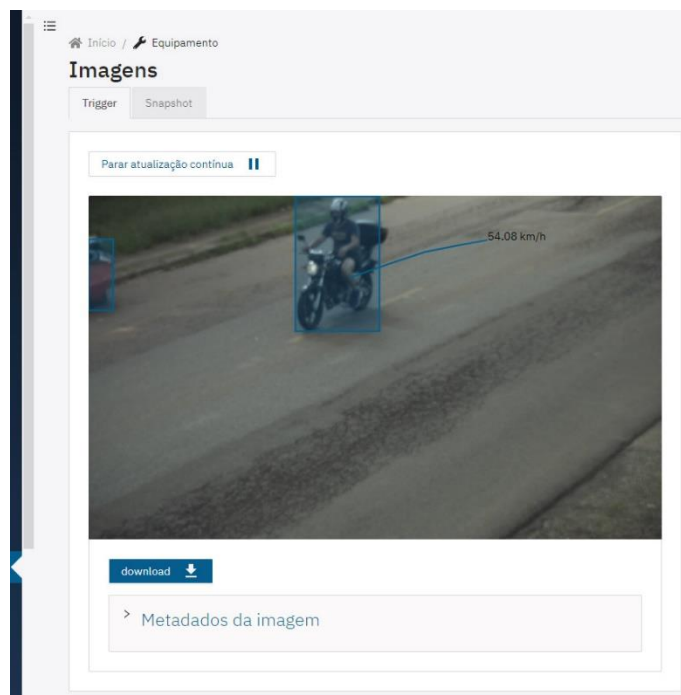 Início / Equipamento
Imagens
Trigger Snapshot
Parar atualização contínua
54.08 km/h
download
> Metadados da imagem